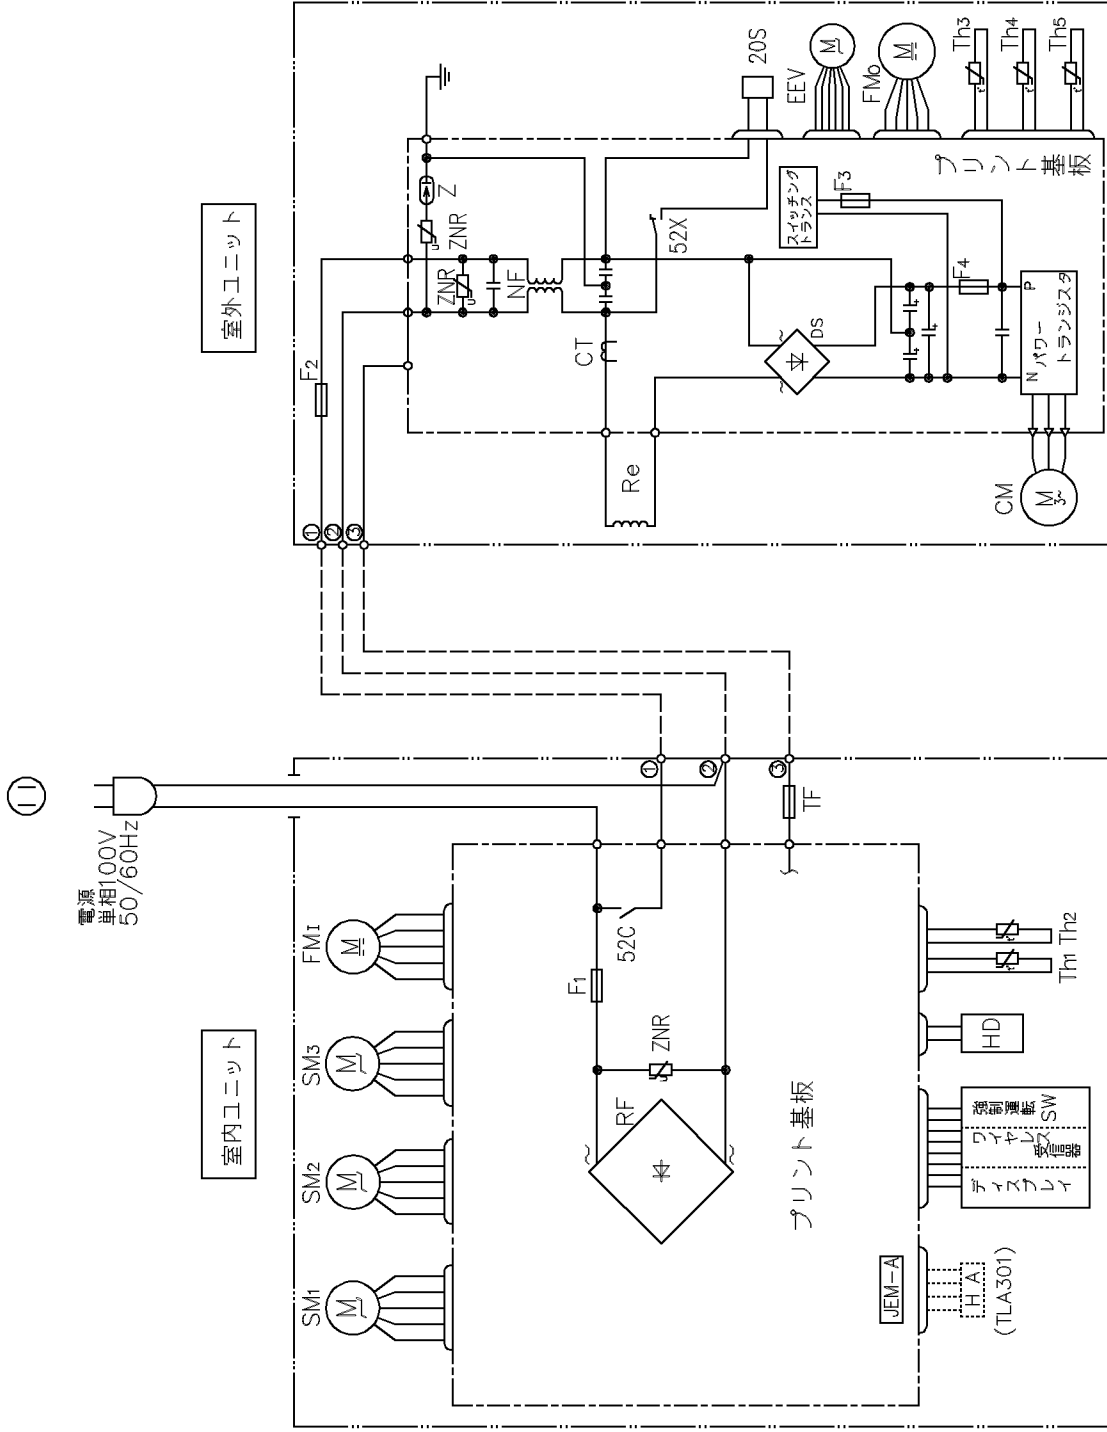 室内ユニット
電源
単相100V
50/60Hz
SM1
SM2
SM3
FMI
M
M
M
M
F1
52C
ZNR
RF
プリント基板
1
2
3
TF
JEM-A
HA
(TLA301)
ディスプレイ
ワイヤレス
受信器
強制運転
SW
HD
Th1
Th2
室外ユニット
1
2
3
F2
ZNR
ZNR
Z
NF
CT
Re
52X
20S
EEV
M
FMO
M
Th3
Th4
Th5
プリント基板
スイッチング
トランス
F3
F4
DS
P
N
パワー
トランジスタ
CM
M
3~